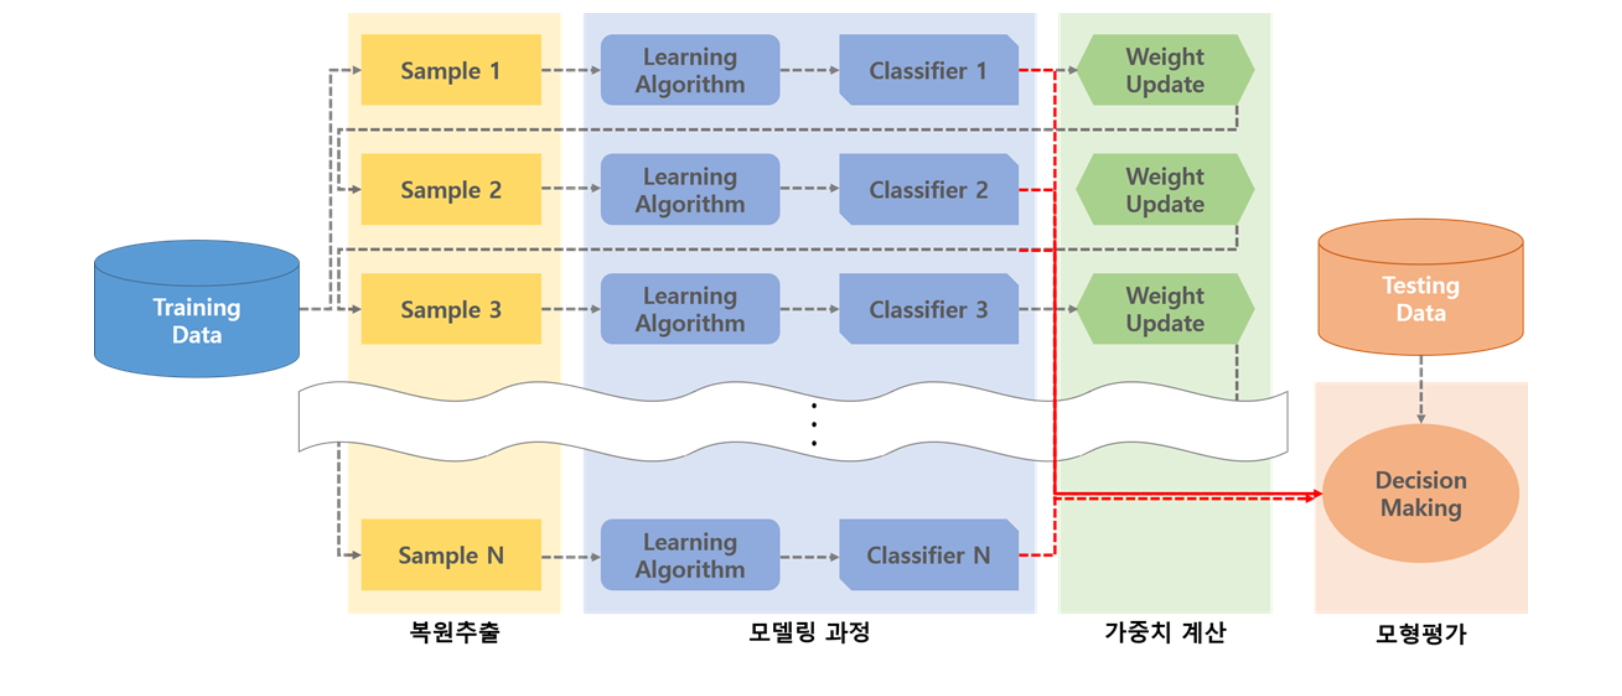 Sample 1
Learning
Algorithm
Classifier 1
Weight
Update
Sample 2
Learning
Algorithm
Classifier 2
Weight
Update
Training
Data
Sample 3
Learning
Algorithm
Classifier 3
Weight
Update
Testing
Data
Decision
Making
Sample N
Learning
Algorithm
Classifier N
복원추출
모델링 과정
가중치 계산
모형평가